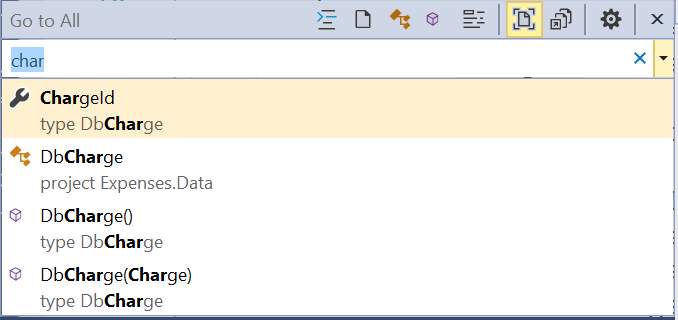 Go to All
char
ChargeId
type DbCharge
DbCharge
project Expenses.Data
DbCharge()
type DbCharge
DbCharge(Charge)
type DbCharge